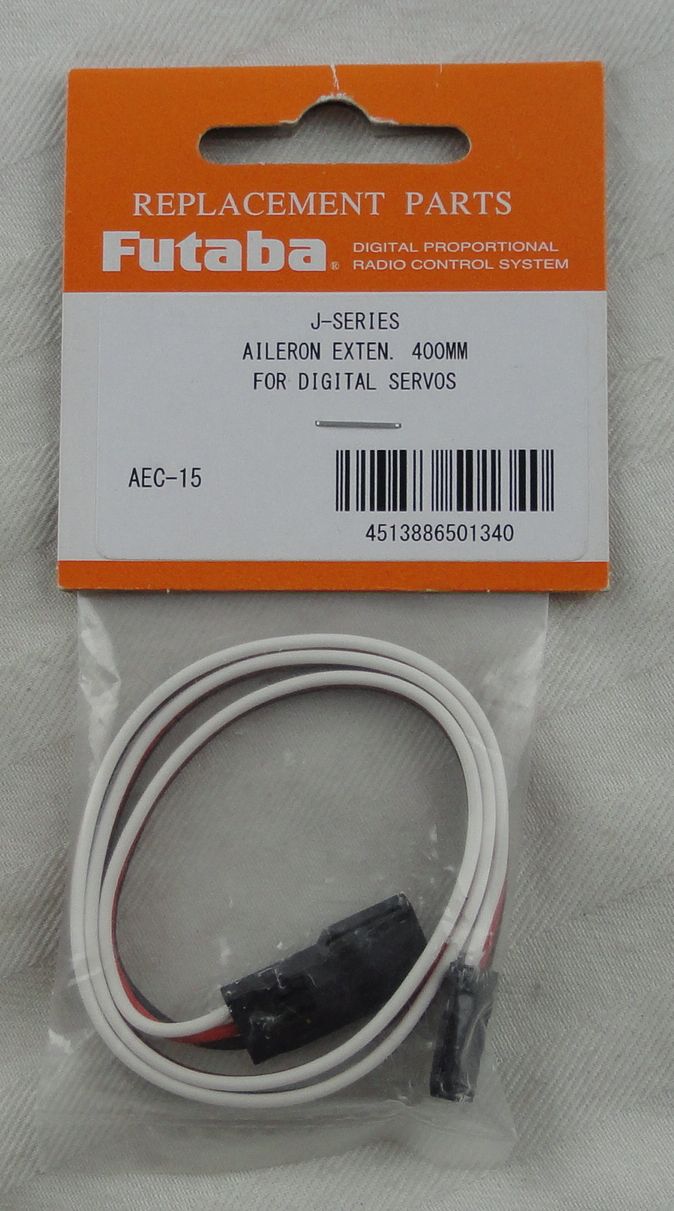 REPLACEMENT PARTS
Futaba®
DIGITAL PROPORTIONAL
RADIO CONTROL SYSTEM
J-SERIES
AILERON EXTEN. 400MM
FOR DIGITAL SERVOS
AEC-15
4513886501340